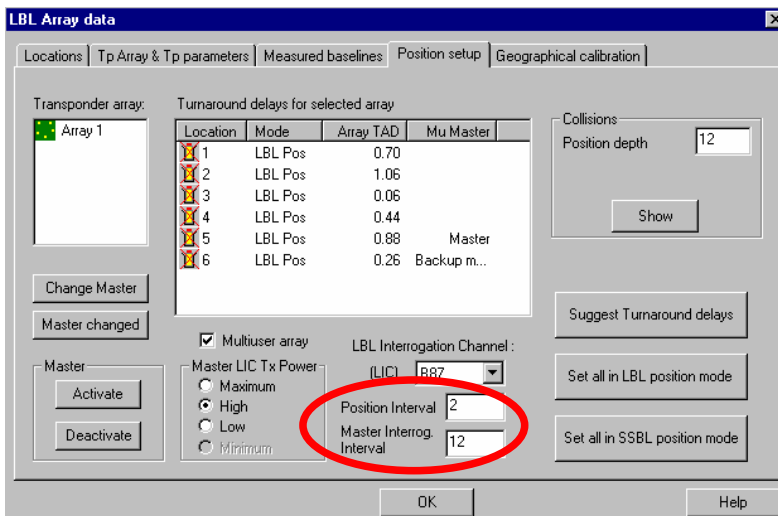 LBL Array data
Locations Tp Array & Tp parameters Measured baselines Position setup Geographical calibration
Transponder array:
Array 1
Turnaround delays for selected array
Location Mode Array TAD Mu Master
1 LBL Pos 0.70
2 LBL Pos 1.06
3 LBL Pos 0.06
4 LBL Pos 0.44
5 LBL Pos 0.88 Master
6 LBL Pos 0.26 Backup m...
Collisions
Position depth 12
Show
Change Master
Master changed
Master
Activate
Deactivate
Multiuser array
Master LIC Tx Power
Maximum
High
Low
Minimum
LBL Interrogation Channel :
(LIC) B87
Position Interval 2
Master Interrog.
Interval 12
Suggest Turnaround delays
Set all in LBL position mode
Set all in SSBL position mode
OK Help